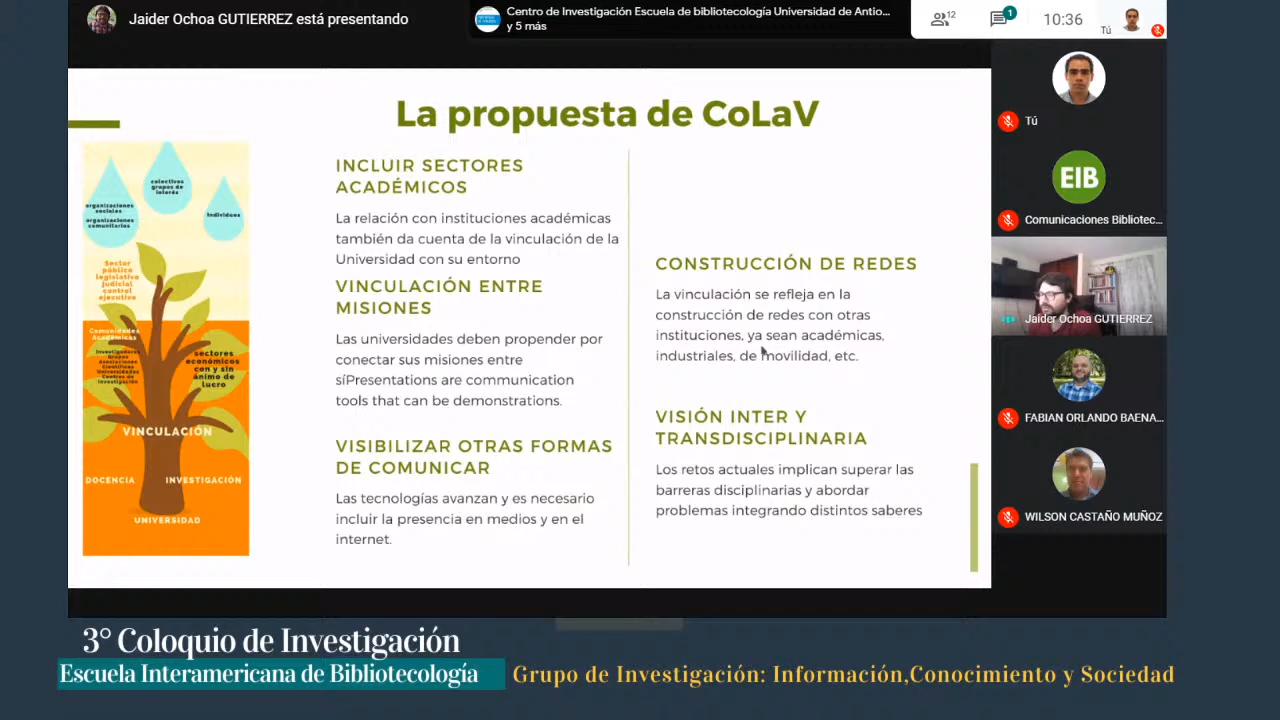 Jaider Ochoa GUTIERREZ está presentando
Centro de Investigación Escuela de bibliotecología Universidad de Antio...
y 5 más
12
1
10:36
Tú
La propuesta de CoLaV
INCLUIR SECTORES
ACADÉMICOS
La relación con instituciones académicas
también da cuenta de la vinculación de la
Universidad con su entorno
VINCULACIÓN ENTRE
MISIONES
Las universidades deben propender por
conectar sus misiones entre
síPresentations are communication
tools that can be demonstrations.
VISIBILIZAR OTRAS FORMAS
DE COMUNICAR
Las tecnologías avanzan y es necesario
incluir la presencia en medios y en el
internet.
CONSTRUCCIÓN DE REDES
La vinculación se refleja en la
construcción de redes con otras
instituciones, ya sean académicas,
industriales, de movilidad, etc.
VISIÓN INTER Y
TRANSDISCIPLINARIA
Los retos actuales implican superar las
barreras disciplinarias y abordar
problemas integrando distintos saberes
colectivos
grupos de
interés
organizaciones
sociales
organizaciones
comunitarias
individuos
Sector
público
legislativo
judicial
control
ejecutivo
Comunidades
Académicas
Investigadores
Grupos
Asociaciones
Científicas
Universidades
Centros de
Investigación
sectores
económicos
con y sin
ánimo de
lucro
VINCULACIÓN
DOCENCIA
INVESTIGACIÓN
UNIVERSIDAD
Tú
EIB
Comunicaciones Bibliotec...
Jaider Ochoa GUTIERREZ
FABIAN ORLANDO BAENA...
WILSON CASTAÑO MUÑOZ
3° Coloquio de Investigación
Escuela Interamericana de Bibliotecología
Grupo de Investigación: Información,Conocimiento y Sociedad